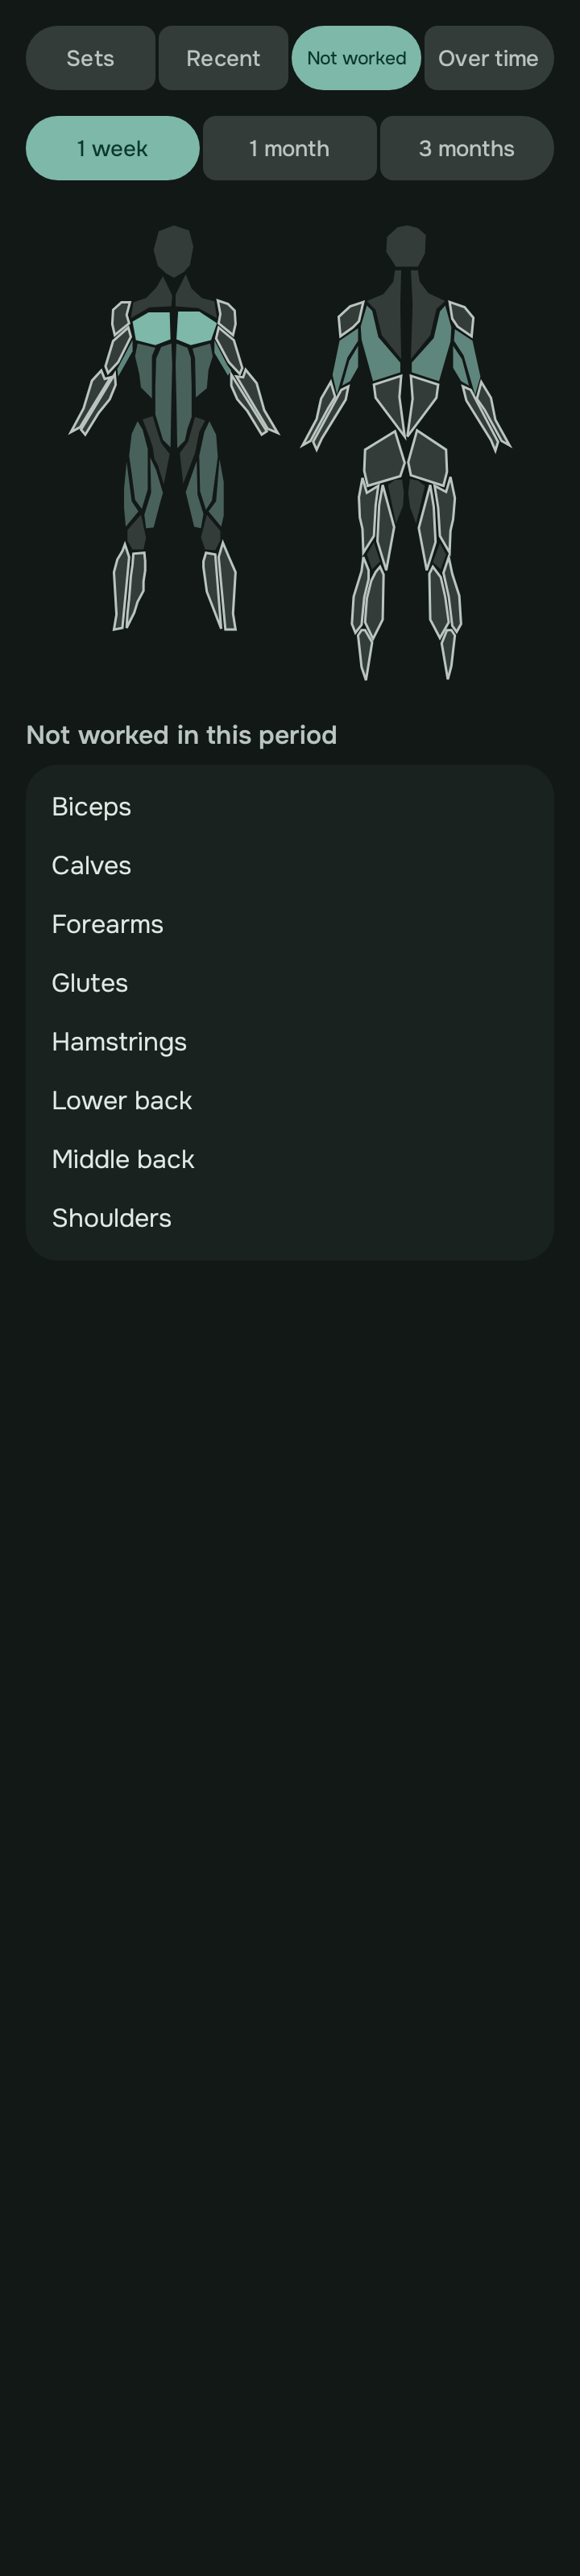 Sets
Recent
Not worked
Over time
1 week
1 month
3 months
Not worked in this period
Biceps
Calves
Forearms
Glutes
Hamstrings
Lower back
Middle back
Shoulders